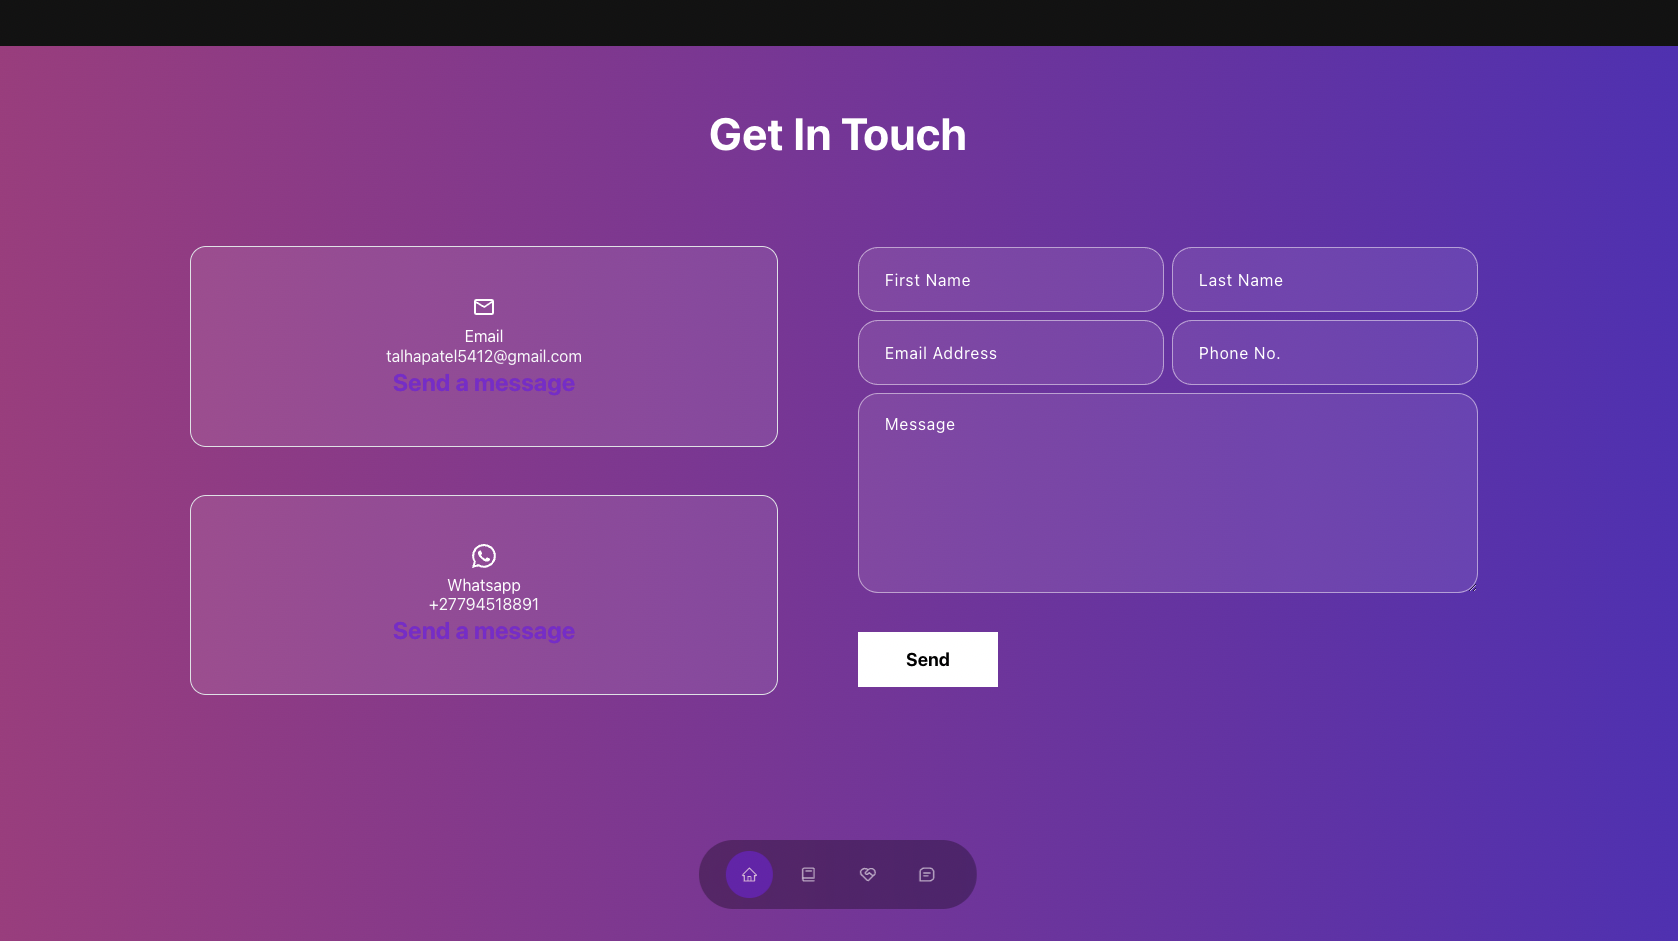 Get In Touch
Email
talhapatel5412@gmail.com
Send a message
Whatsapp
+27794518891
Send a message
First Name
Last Name
Email Address
Phone No.
Message
Send